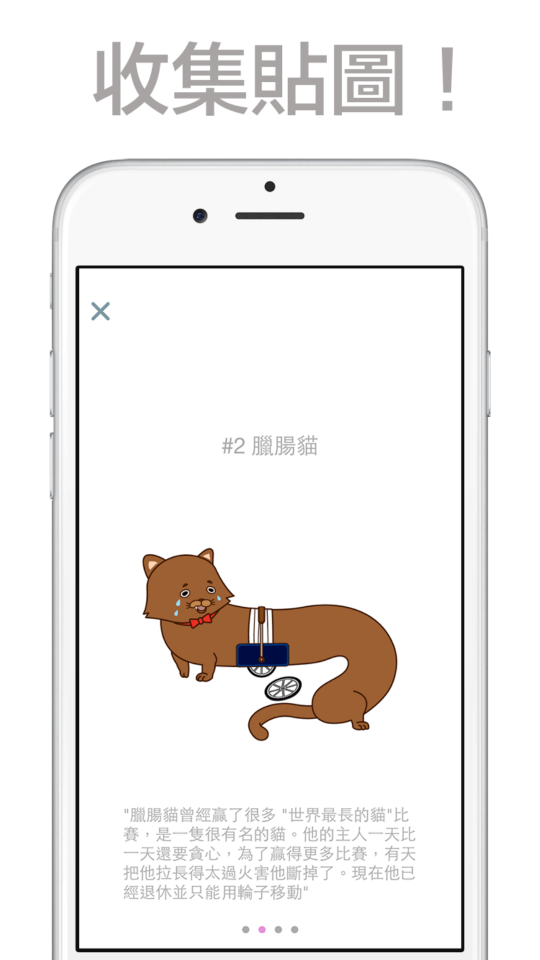 收集貼圖！
#2 臘腸貓
"臘腸貓曾經贏了很多 "世界最長的貓"比
賽，是一隻很有名的貓。他的主人一天比
一天還要貪心，為了贏得更多比賽，有天
把他拉長得太過火害他斷掉了。現在他已
經退休並只能用輪子移動"